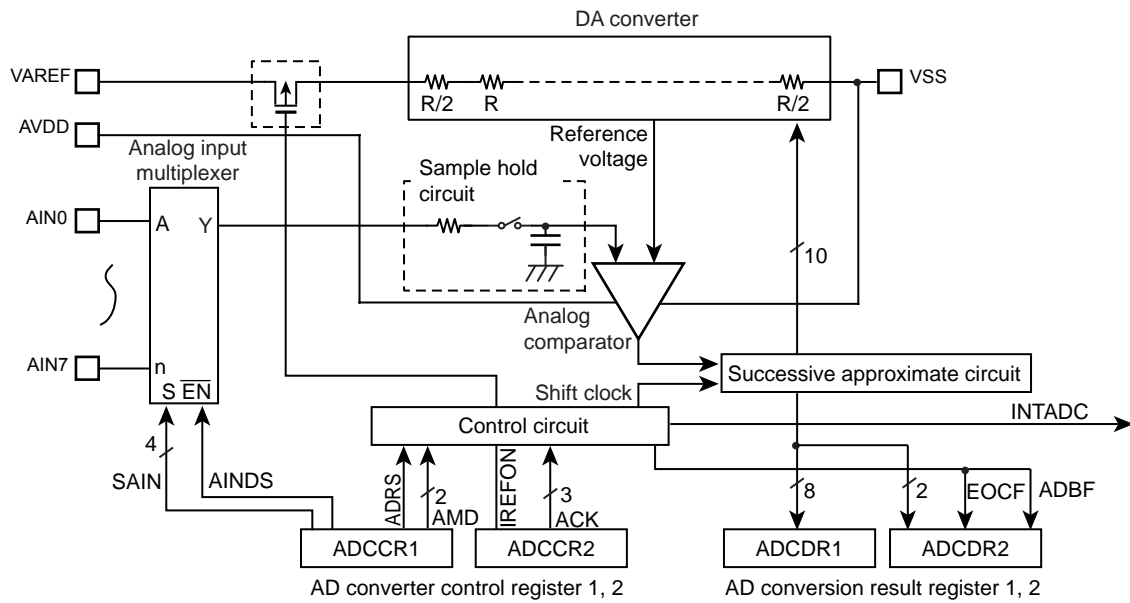 DA converter
VAREF
VSS
R/2
R
R/2
AVDD
Analog input
multiplexer
Reference
voltage
Sample hold
circuit
AIN0
A
Y
10
Analog
comparator
AIN7
n
S EN
Successive approximate circuit
Shift clock
INTADC
Control circuit
4
SAIN
AINDS
ADRS
2
AMD
IREFON
3
ACK
8
2
EOCF
ADBF
ADCCR1
ADCCR2
ADCDR1
ADCDR2
AD converter control register 1, 2
AD conversion result register 1, 2